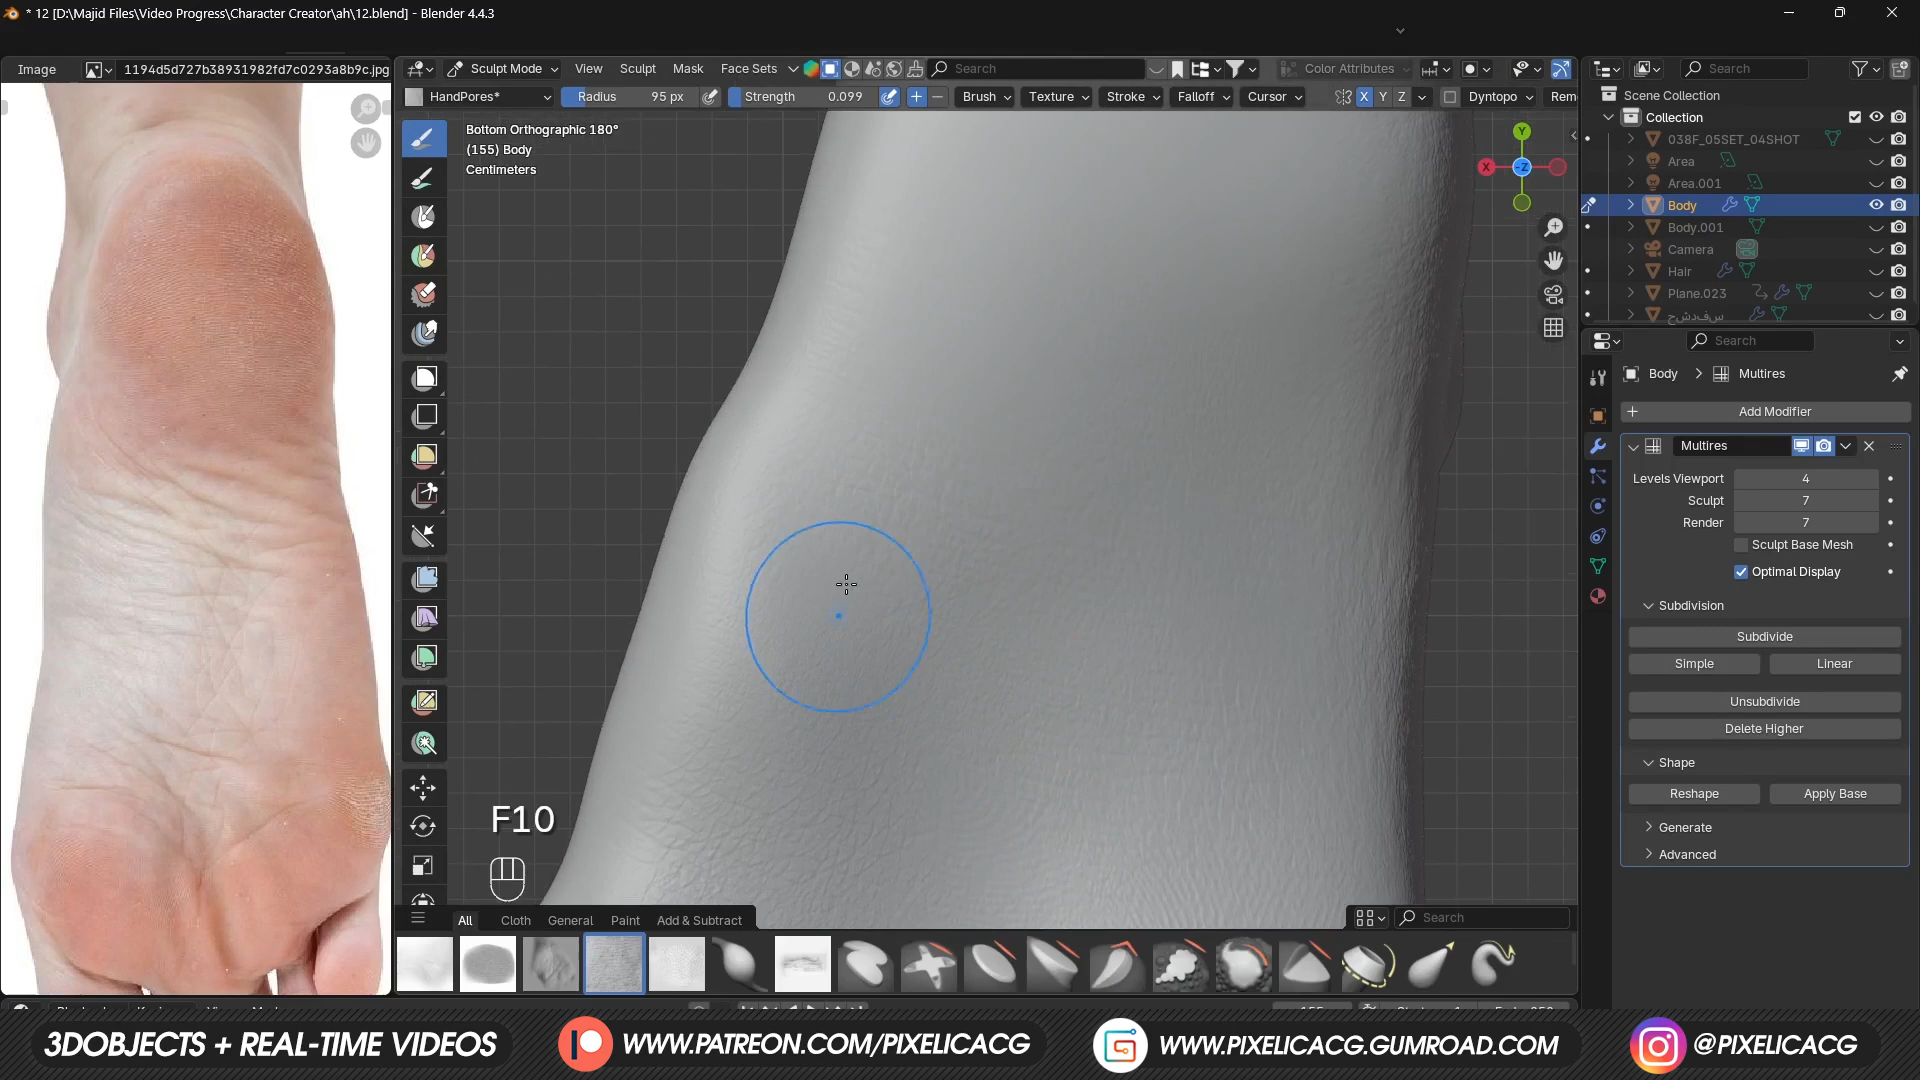 * 12 [D:\Majid Files\Video Progress\Character Creator\ah\12.blend] - Blender 4.4.3
Image
1194d5d727b38931982fd7c0293a8b9c.jpg
Sculpt Mode
View
Sculpt
Mask
Face Sets
Search
Color Attributes
Search
HandPores*
Radius 95 px
Strength 0.099
Brush
Texture
Stroke
Falloff
Cursor
X
Y
Z
Dyntopo
Rem
Bottom Orthographic 180°
(155) Body
Centimeters
Y
X
-Z
Scene Collection
Collection
038F_05SET_04SHOT
Area
Area.001
Body
Body.001
Camera
Hair
Plane.023
Search
Body > Multires
Add Modifier
Multires
Levels Viewport 4
Sculpt 7
Render 7
Sculpt Base Mesh
Optimal Display
Subdivision
Subdivide
Simple
Linear
Unsubdivide
Delete Higher
Shape
Reshape
Apply Base
Generate
Advanced
F10
All
Cloth
General
Paint
Add & Subtract
Search
3DOBJECTS + REAL-TIME VIDEOS
WWW.PATREON.COM/PIXELICACG
WWW.PIXELICACG.GUMROAD.COM
@PIXELICACG